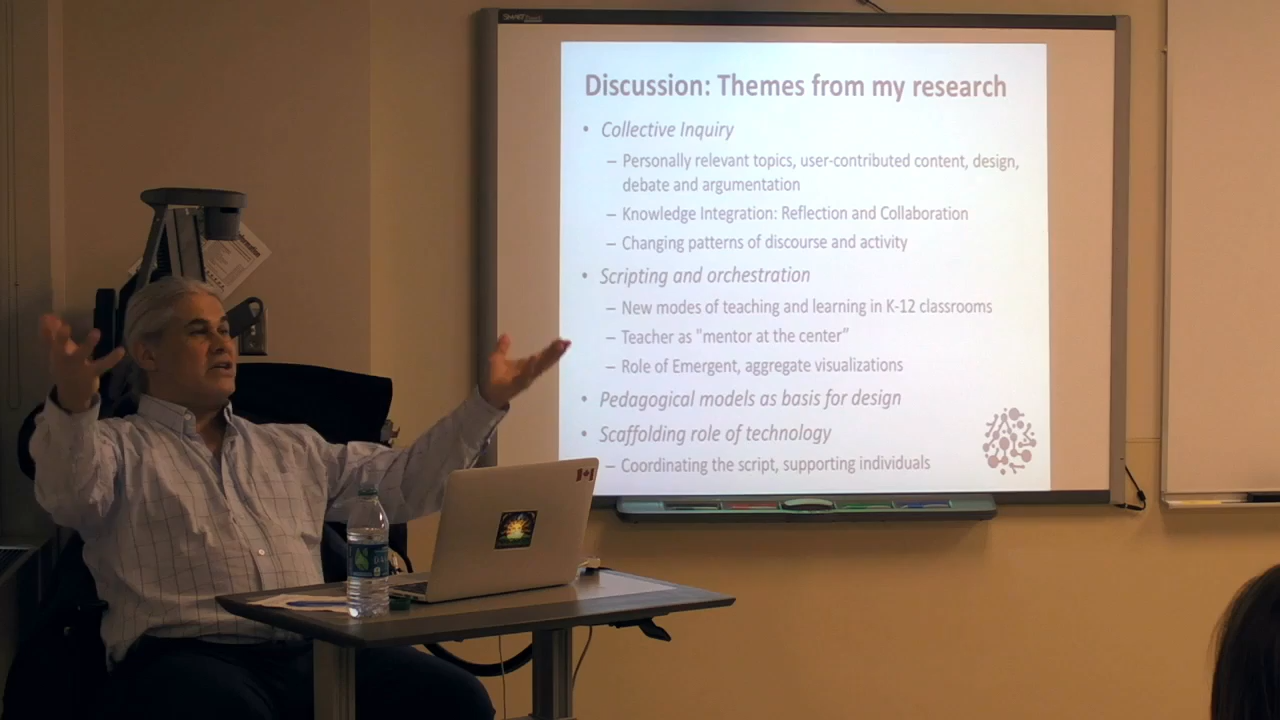 SMART
Discussion: Themes from my research
• Collective Inquiry
– Personally relevant topics, user-contributed content, design,
debate and argumentation
– Knowledge Integration: Reflection and Collaboration
– Changing patterns of discourse and activity
• Scripting and orchestration
– New modes of teaching and learning in K-12 classrooms
– Teacher as "mentor at the center”
– Role of Emergent, aggregate visualizations
• Pedagogical models as basis for design
• Scaffolding role of technology
– Coordinating the script, supporting individuals